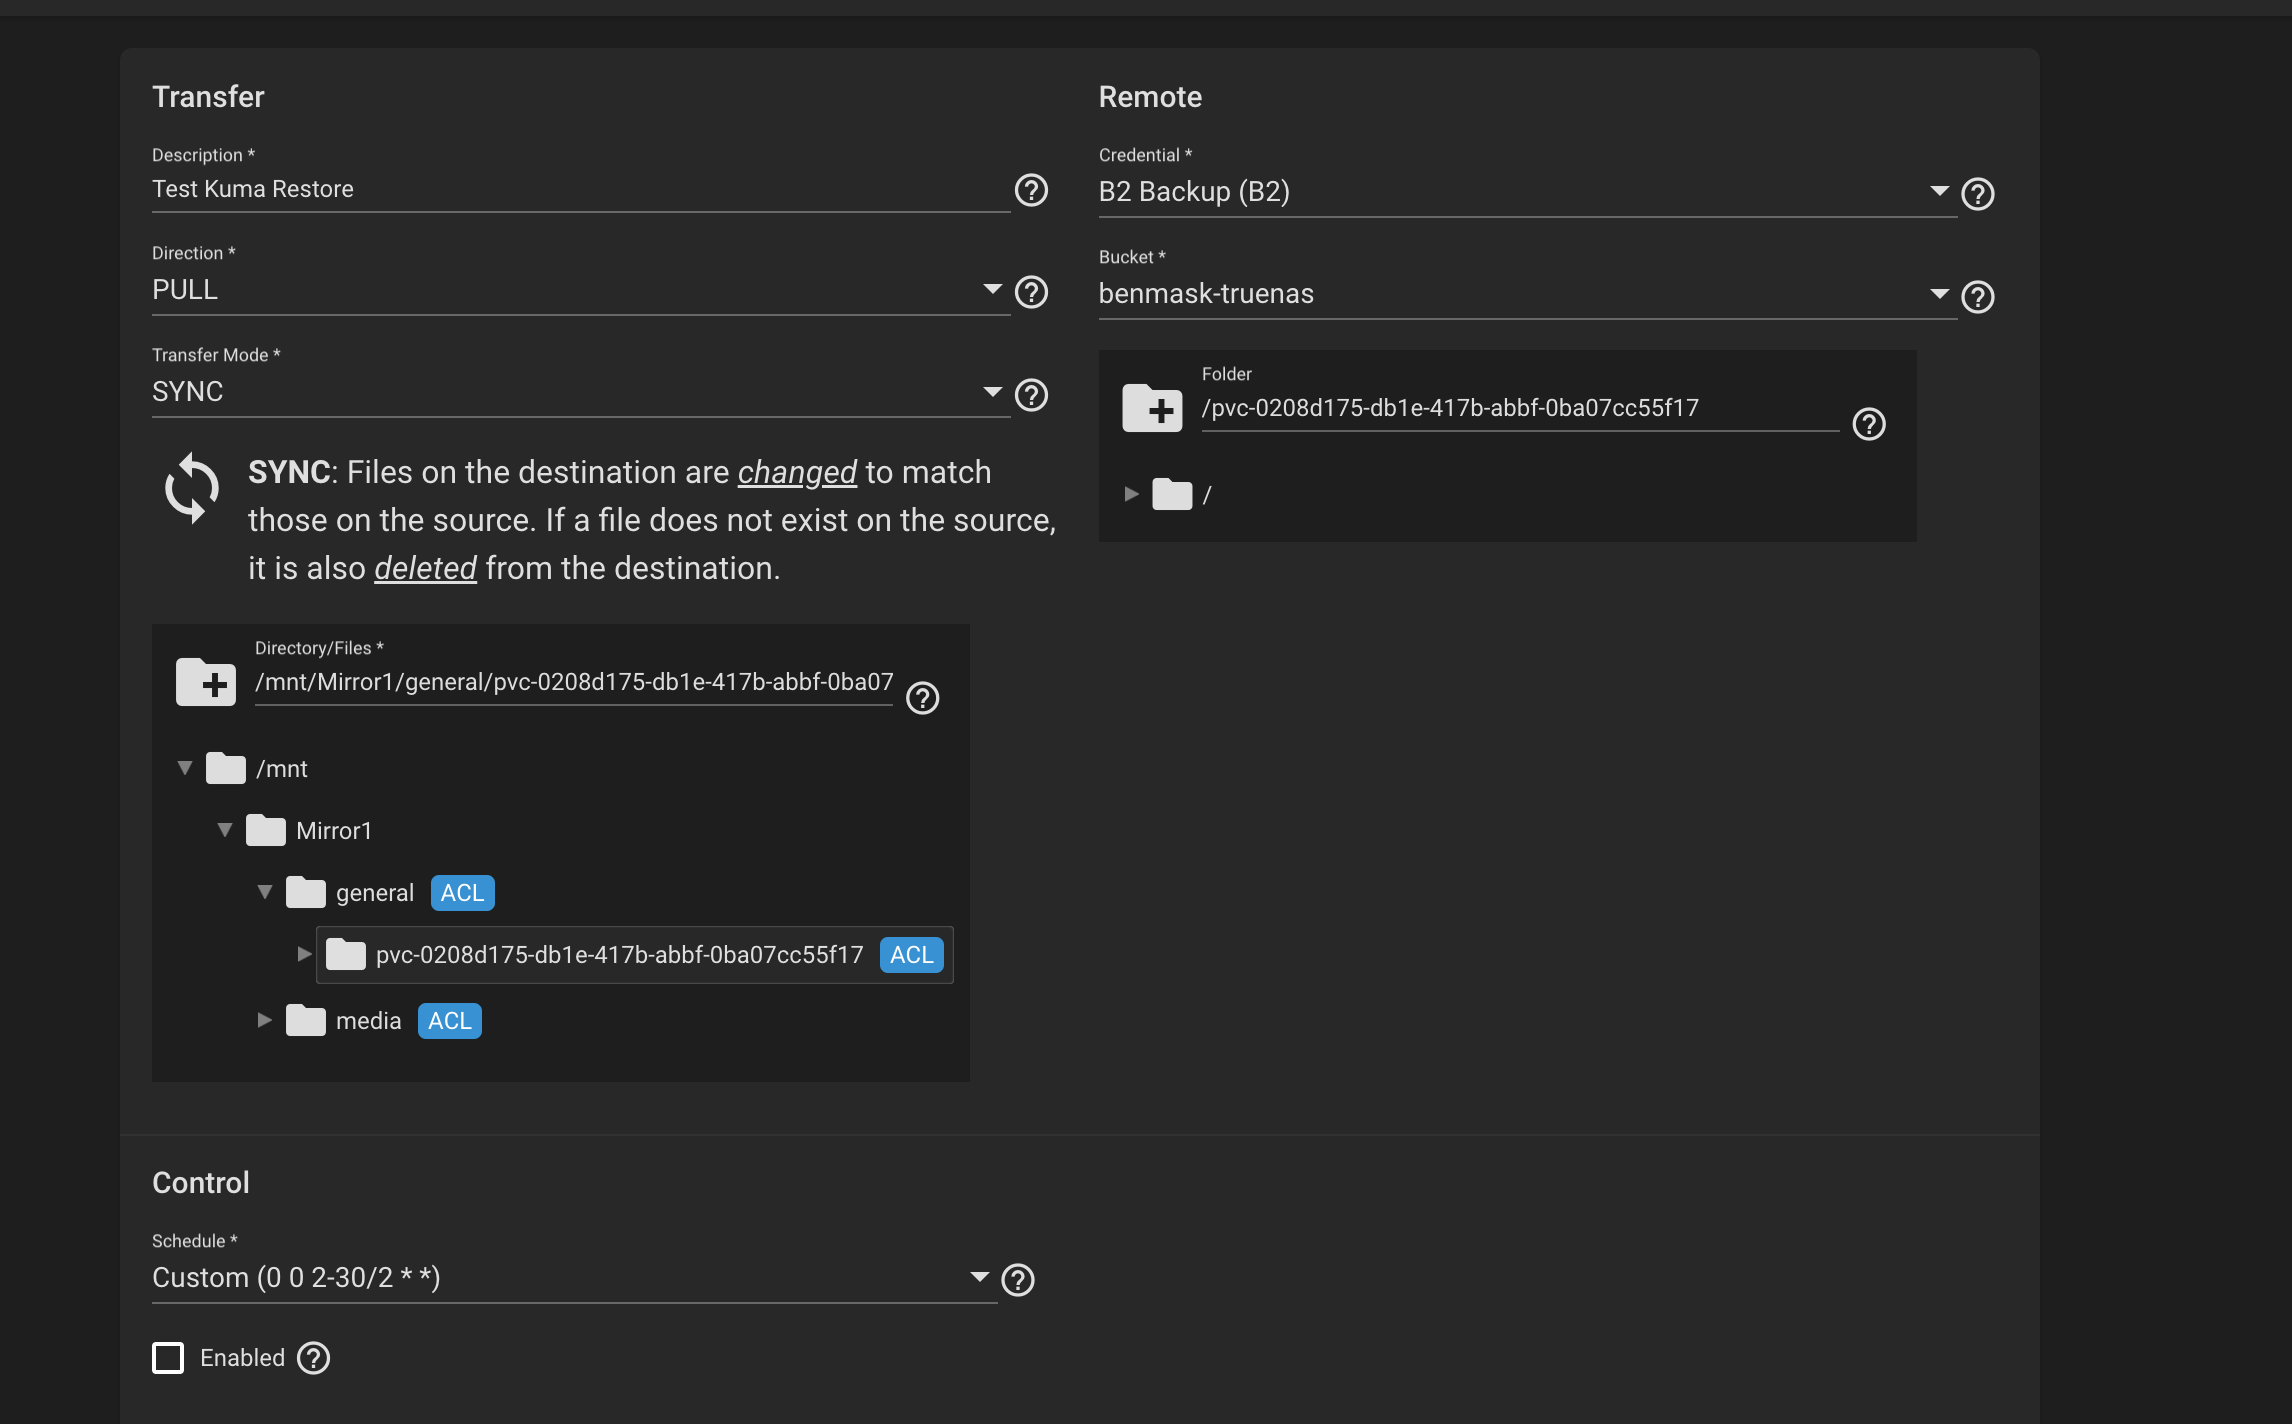 Transfer
Description *
Test Kuma Restore
Direction *
PULL
Transfer Mode *
SYNC
SYNC: Files on the destination are changed to match
those on the source. If a file does not exist on the source,
it is also deleted from the destination.
Directory/Files *
/mnt/Mirror1/general/pvc-0208d175-db1e-417b-abbf-0ba07
/mnt
Mirror1
general ACL
pvc-0208d175-db1e-417b-abbf-0ba07cc55f17 ACL
media ACL
Remote
Credential *
B2 Backup (B2)
Bucket *
benmask-truenas
Folder
/pvc-0208d175-db1e-417b-abbf-0ba07cc55f17
/
Control
Schedule *
Custom (0 0 2-30/2 * *)
Enabled